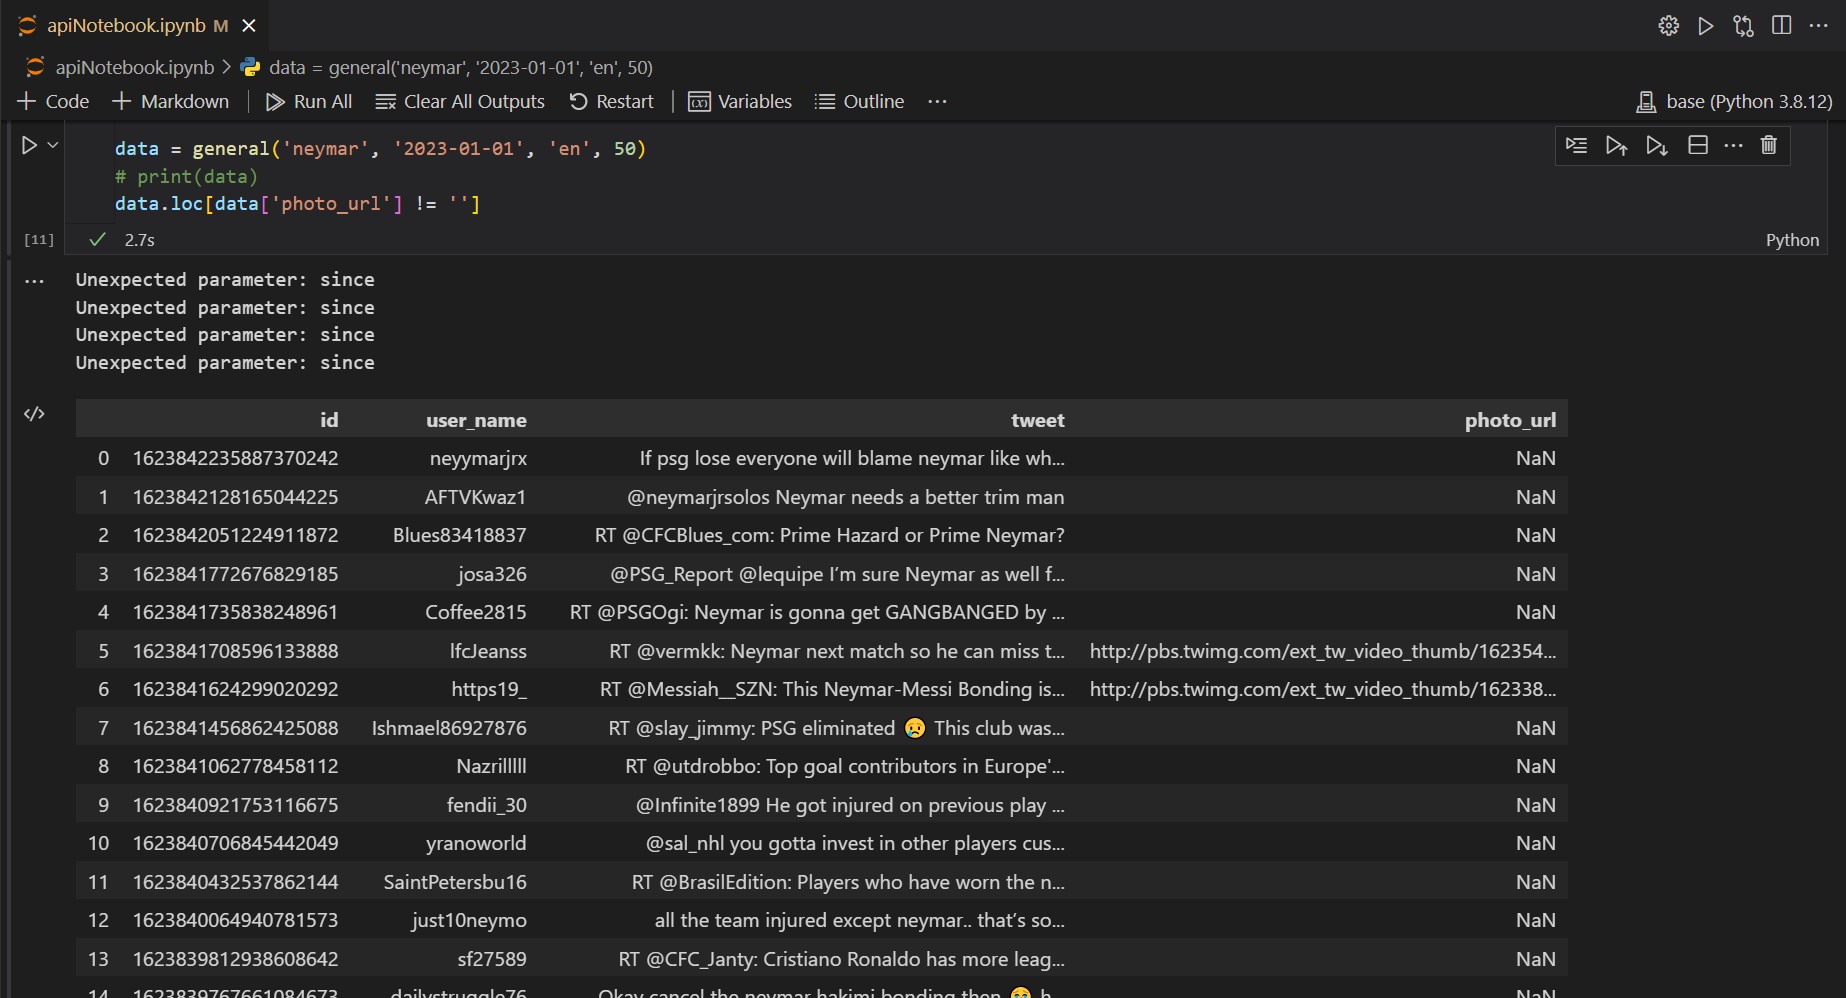 apiNotebook.ipynb M
apiNotebook.ipynb > data = general('neymar', '2023-01-01', 'en', 50)
+ Code + Markdown Run All Clear All Outputs Restart Variables Outline ... base (Python 3.8.12)
data = general('neymar', '2023-01-01', 'en', 50)
# print(data)
data.loc[data['photo_url'] != '']
[11] 2.7s Python
Unexpected parameter: since
Unexpected parameter: since
Unexpected parameter: since
Unexpected parameter: since
id user_name tweet photo_url
0 1623842235887370242 neyymarjrx If psg lose everyone will blame neymar like wh... NaN
1 1623842128165044225 AFTVKwaz1 @neymarjrsolos Neymar needs a better trim man NaN
2 1623842051224911872 Blues83418837 RT @CFCBlues_com: Prime Hazard or Prime Neymar? NaN
3 1623841772676829185 josa326 @PSG_Report @lequipe I’m sure Neymar as well f... NaN
4 1623841735838248961 Coffee2815 RT @PSGOgi: Neymar is gonna get GANGBANGED by ... NaN
5 1623841708596133888 lfcJeanss RT @vermkk: Neymar next match so he can miss t... http://pbs.twimg.com/ext_tw_video_thumb/162354...
6 1623841624299020292 https19_ RT @Messiah__SZN: This Neymar-Messi Bonding is... http://pbs.twimg.com/ext_tw_video_thumb/162338...
7 1623841456862425088 Ishmael86927876 RT @slay_jimmy: PSG eliminated 😢 This club was... NaN
8 1623841062778458112 Nazrilllll RT @utdrobbo: Top goal contributors in Europe'... NaN
9 1623840921753116675 fendii_30 @Infinite1899 He got injured on previous play ... NaN
10 1623840706845442049 yranoworld @sal_nhl you gotta invest in other players cus... NaN
11 1623840432537862144 SaintPetersbu16 RT @BrasilEdition: Players who have worn the n... NaN
12 1623840064940781573 just10neymo all the team injured except neymar.. that’s so... NaN
13 1623839812938608642 sf27589 RT @CFC_Janty: Cristiano Ronaldo has more leag... NaN
14 1623839767661084673 dailystruggle76 Okay cancel the neymar hakimi bonding then 😂 h... NaN